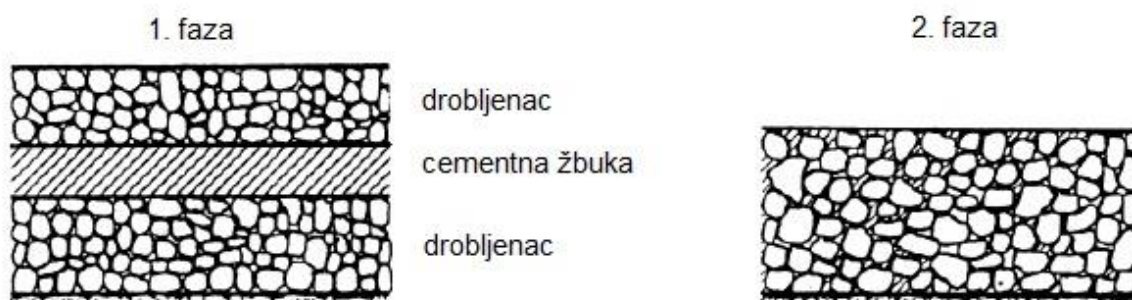 1. faza
2. faza
drobljenac
cementna žbuka
drobljenac